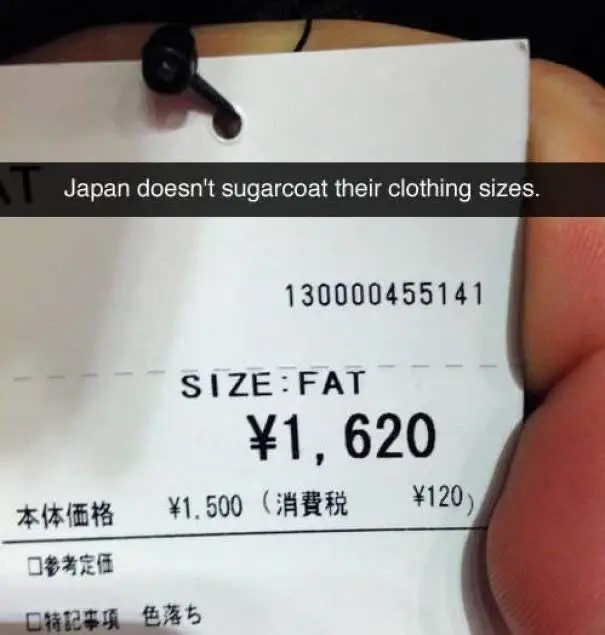 AT
Japan doesn't sugarcoat their clothing sizes.
130000455141
SIZE:FAT
¥1,620
本体価格 ¥1.500 (消費税 ¥120)
□参考定価
□特記事項 色落ち